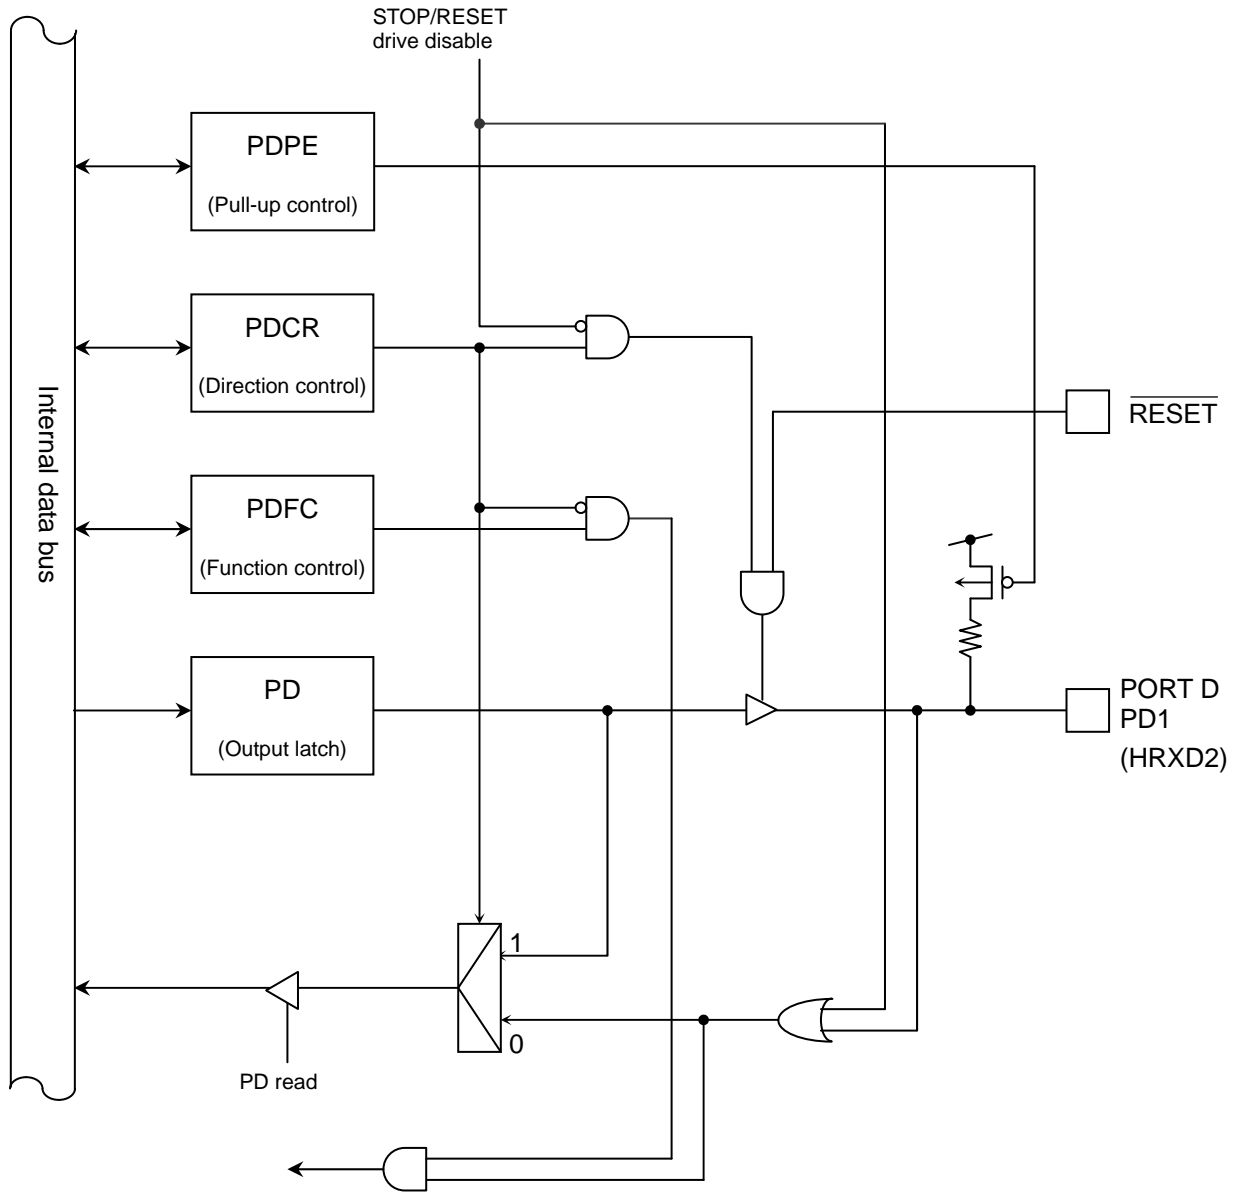 STOP/RESET
drive disable
PDPE
(Pull-up control)
PDCR
(Direction control)
Internal data bus
RESET
PDFC
(Function control)
PD
(Output latch)
PORT D
PD1
(HRXD2)
1
0
PD read